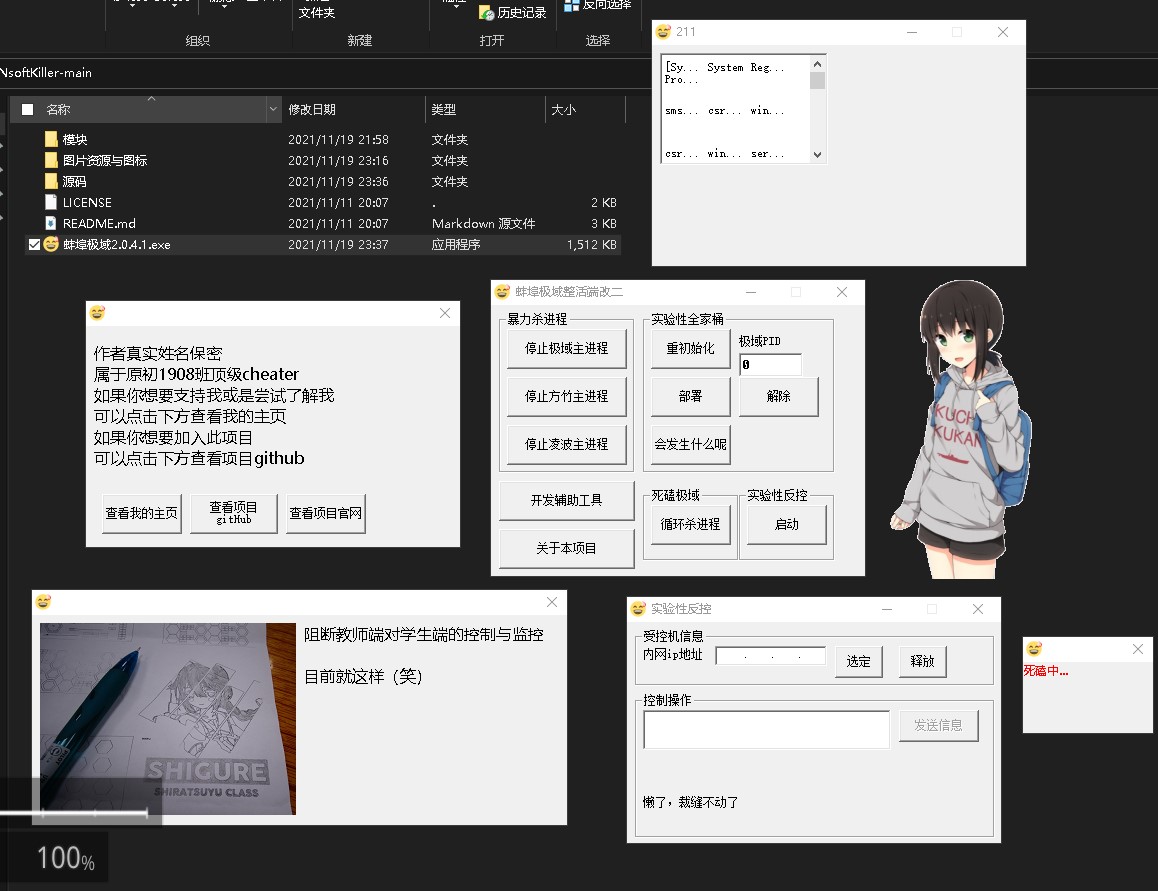 文件夹
历史记录
反向选择
组织
新建
打开
选择
NsoftKiller-main
名称
修改日期
类型
大小
模块
2021/11/19 21:58
文件夹
图片资源与图标
2021/11/19 23:16
文件夹
源码
2021/11/19 23:36
文件夹
LICENSE
2021/11/11 20:07
.
2 KB
README.md
2021/11/11 20:07
Markdown 源文件
3 KB
蚌埠极域2.0.4.1.exe
2021/11/19 23:37
应用程序
1,512 KB
211
[Sy... System Reg...
Pro...
sms... csr... win...
csr... win... ser...
作者真实姓名保密
属于原初1908班顶级cheater
如果你想要支持我或是尝试了解我
可以点击下方查看我的主页
如果你想要加入此项目
可以点击下方查看项目github
查看我的主页
查看项目
gitHub
查看项目官网
蚌埠极域整活端改二
暴力杀进程
停止极域主进程
停止方竹主进程
停止凌波主进程
开发辅助工具
关于本项目
实验性全家桶
重初始化
极域PID
0
部署
解除
会发生什么呢
死磕极域
循环杀进程
实验性反控
启动
KUCH
KUKAN
阻断教师端对学生端的控制与监控
目前就这样（笑）
SHIGURE
SHIRATSUYU CLASS
实验性反控
受控机信息
内网ip地址
. . .
选定
释放
控制操作
发送信息
懒了，裁缝不动了
死磕中...
100%